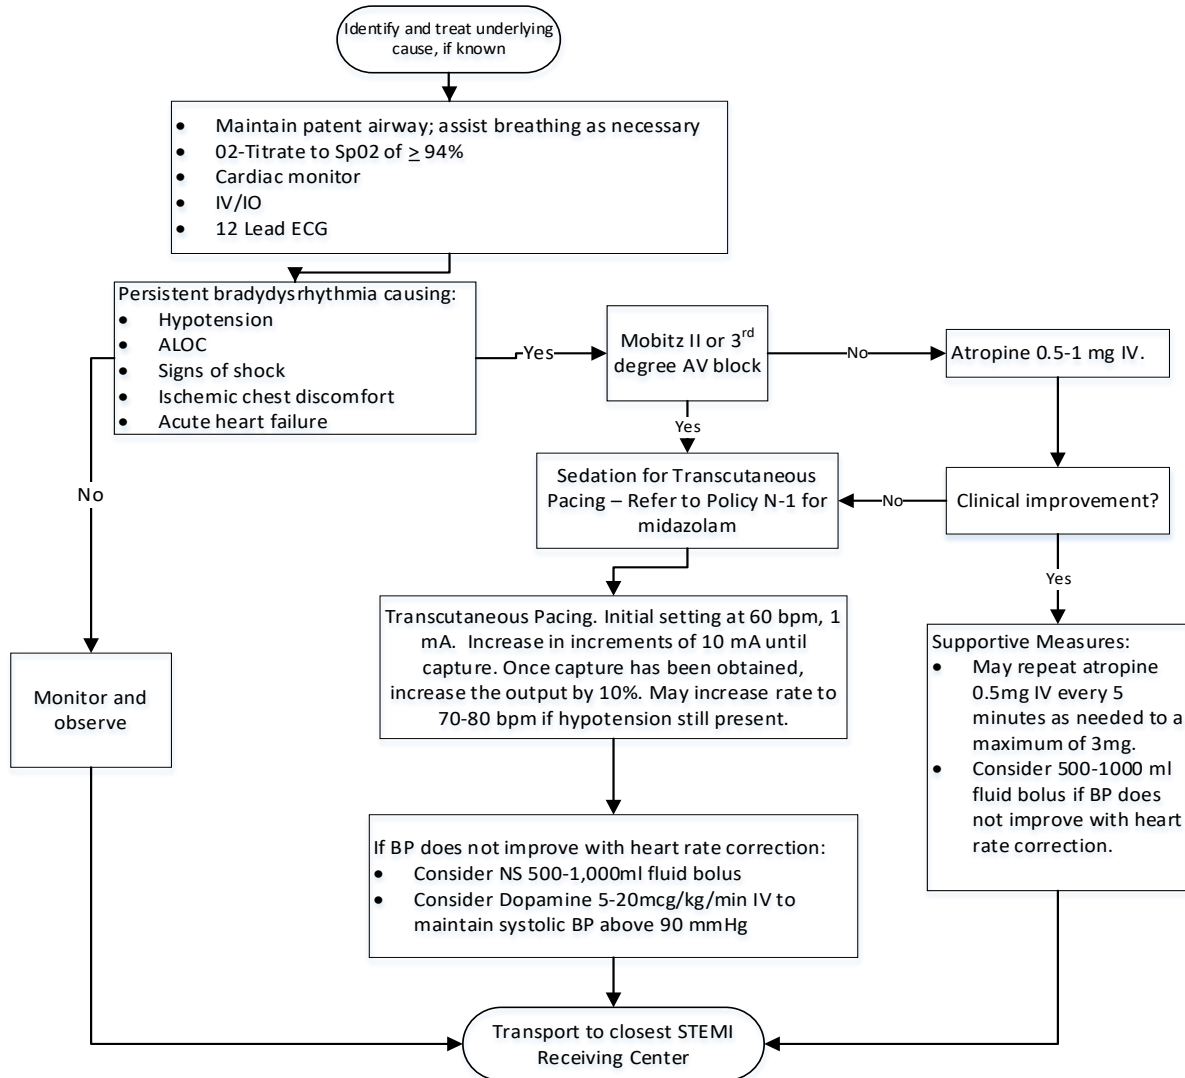 Identify and treat underlying
cause, if known
• Maintain patent airway; assist breathing as necessary
• 02-Titrate to Sp02 of ≥ 94%
• Cardiac monitor
• IV/IO
• 12 Lead ECG
Persistent bradydysrhythmia causing:
• Hypotension
• ALOC
• Signs of shock
• Ischemic chest discomfort
• Acute heart failure
Yes
Mobitz II or 3rd
degree AV block
No
Atropine 0.5-1 mg IV.
Yes
No
Sedation for Transcutaneous
Pacing – Refer to Policy N-1 for
midazolam
No
Clinical improvement?
Yes
Transcutaneous Pacing. Initial setting at 60 bpm, 1
mA. Increase in increments of 10 mA until
capture. Once capture has been obtained,
increase the output by 10%. May increase rate to
70-80 bpm if hypotension still present.
Supportive Measures:
• May repeat atropine
0.5mg IV every 5
minutes as needed to a
maximum of 3mg.
• Consider 500-1000 ml
fluid bolus if BP does
not improve with heart
rate correction.
Monitor and
observe
If BP does not improve with heart rate correction:
• Consider NS 500-1,000ml fluid bolus
• Consider Dopamine 5-20mcg/kg/min IV to
maintain systolic BP above 90 mmHg
Transport to closest STEMI
Receiving Center